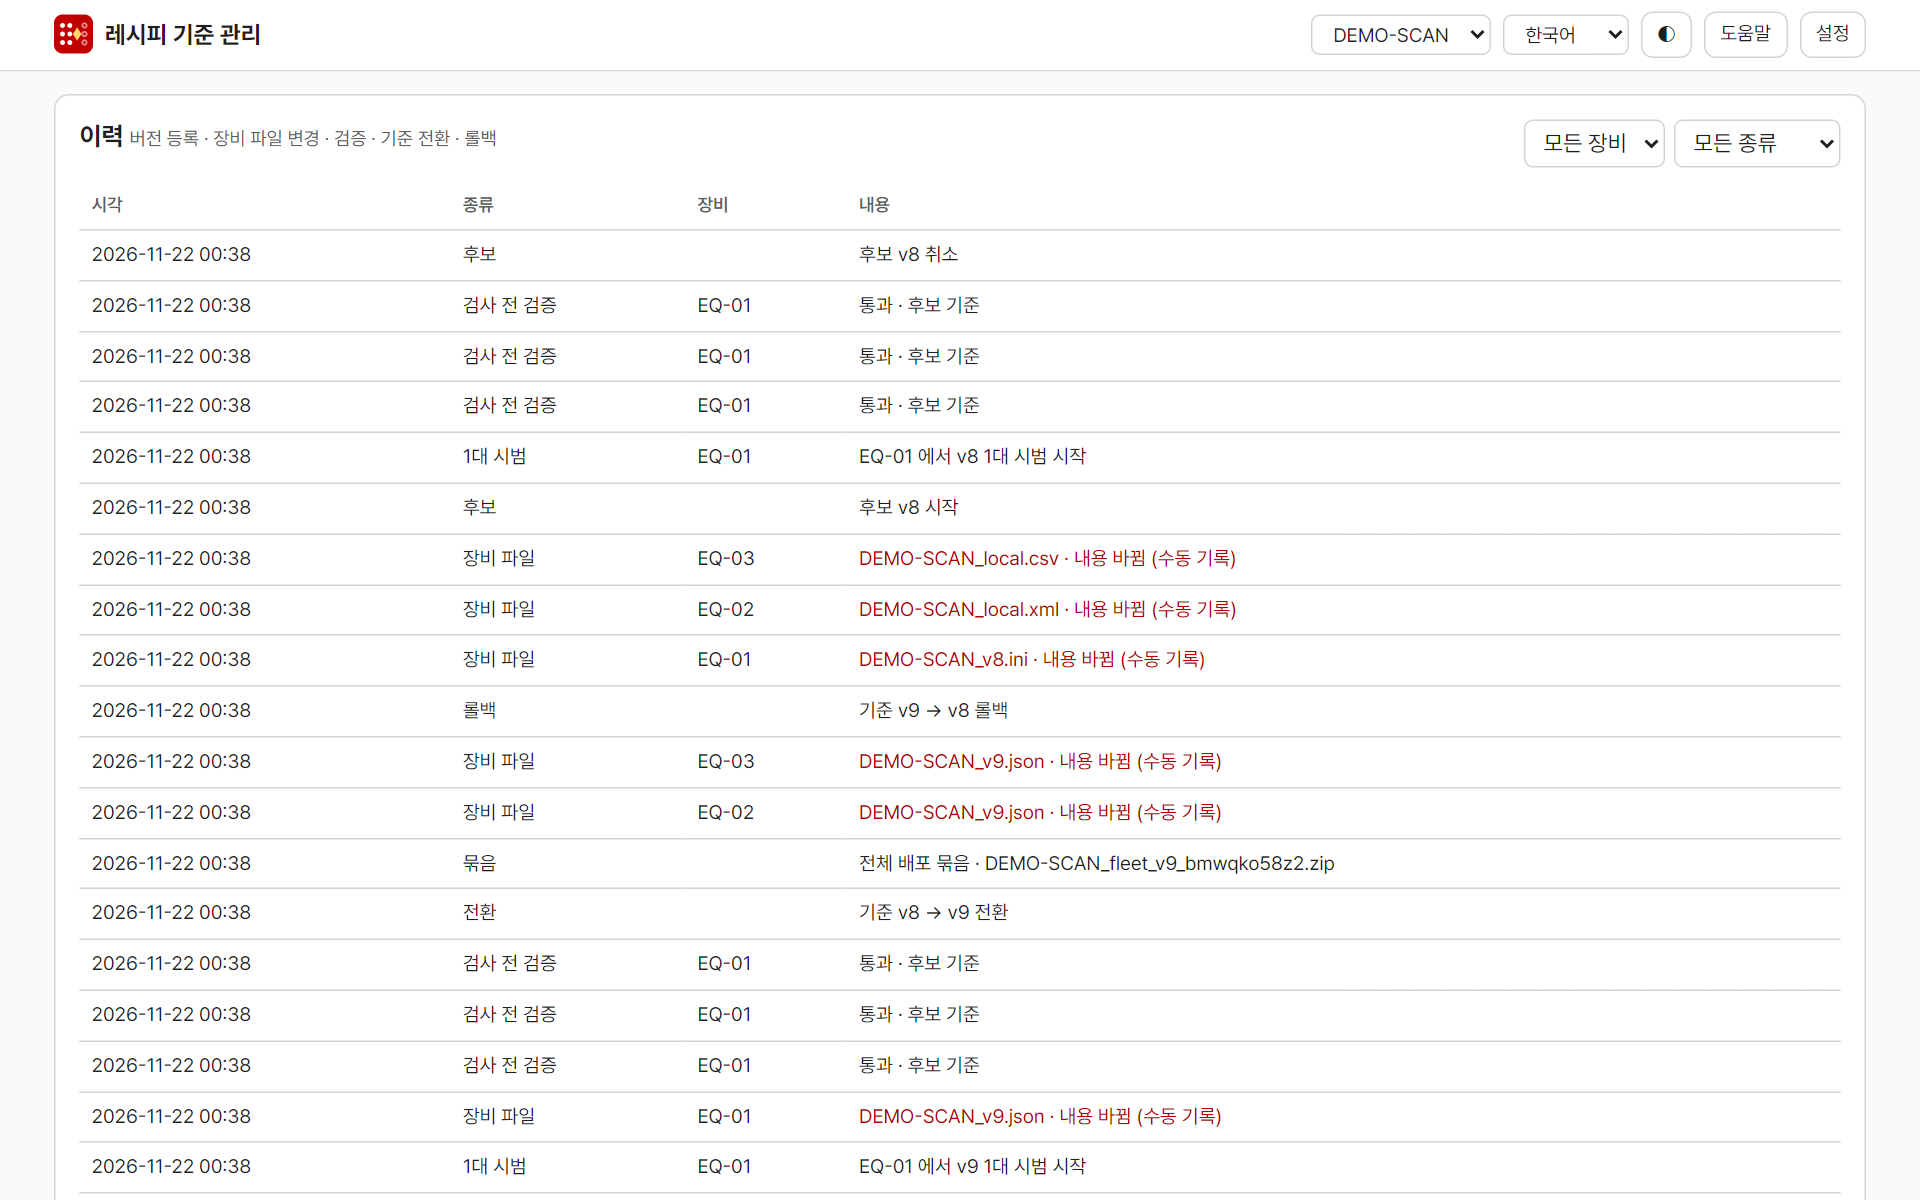 레시피 기준 관리
DEMO-SCAN
한국어
도움말
설정
이력 버전 등록 · 장비 파일 변경 · 검증 · 기준 전환 · 롤백
모든 장비
모든 종류
시각 종류 장비 내용
2026-11-22 00:38 후보 후보 v8 취소
2026-11-22 00:38 검사 전 검증 EQ-01 통과 · 후보 기준
2026-11-22 00:38 검사 전 검증 EQ-01 통과 · 후보 기준
2026-11-22 00:38 검사 전 검증 EQ-01 통과 · 후보 기준
2026-11-22 00:38 1대 시범 EQ-01 EQ-01 에서 v8 1대 시범 시작
2026-11-22 00:38 후보 후보 v8 시작
2026-11-22 00:38 장비 파일 EQ-03 DEMO-SCAN_local.csv · 내용 바뀜 (수동 기록)
2026-11-22 00:38 장비 파일 EQ-02 DEMO-SCAN_local.xml · 내용 바뀜 (수동 기록)
2026-11-22 00:38 장비 파일 EQ-01 DEMO-SCAN_v8.ini · 내용 바뀜 (수동 기록)
2026-11-22 00:38 롤백 기준 v9 → v8 롤백
2026-11-22 00:38 장비 파일 EQ-03 DEMO-SCAN_v9.json · 내용 바뀜 (수동 기록)
2026-11-22 00:38 장비 파일 EQ-02 DEMO-SCAN_v9.json · 내용 바뀜 (수동 기록)
2026-11-22 00:38 묶음 전체 배포 묶음 · DEMO-SCAN_fleet_v9_bmwqko58z2.zip
2026-11-22 00:38 전환 기준 v8 → v9 전환
2026-11-22 00:38 검사 전 검증 EQ-01 통과 · 후보 기준
2026-11-22 00:38 검사 전 검증 EQ-01 통과 · 후보 기준
2026-11-22 00:38 검사 전 검증 EQ-01 통과 · 후보 기준
2026-11-22 00:38 장비 파일 EQ-01 DEMO-SCAN_v9.json · 내용 바뀜 (수동 기록)
2026-11-22 00:38 1대 시범 EQ-01 EQ-01 에서 v9 1대 시범 시작